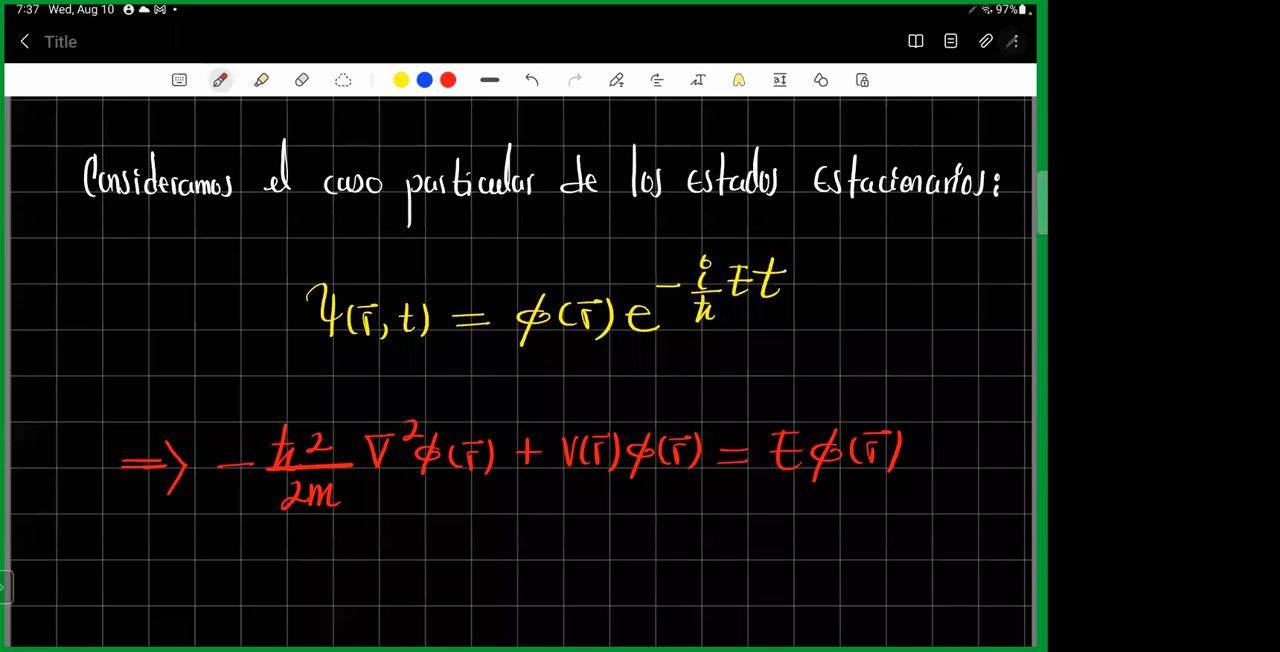 7:37 Wed, Aug 10 97%
Title
Consideramos el caso particular de los estados estacionarios:
Ψ(r̄, t) = ϕ(r̄) e^{-i/ħ Et}
⇒ -ħ²/2m ∇²ϕ(r̄) + V(r̄)ϕ(r̄) = Eϕ(r̄)